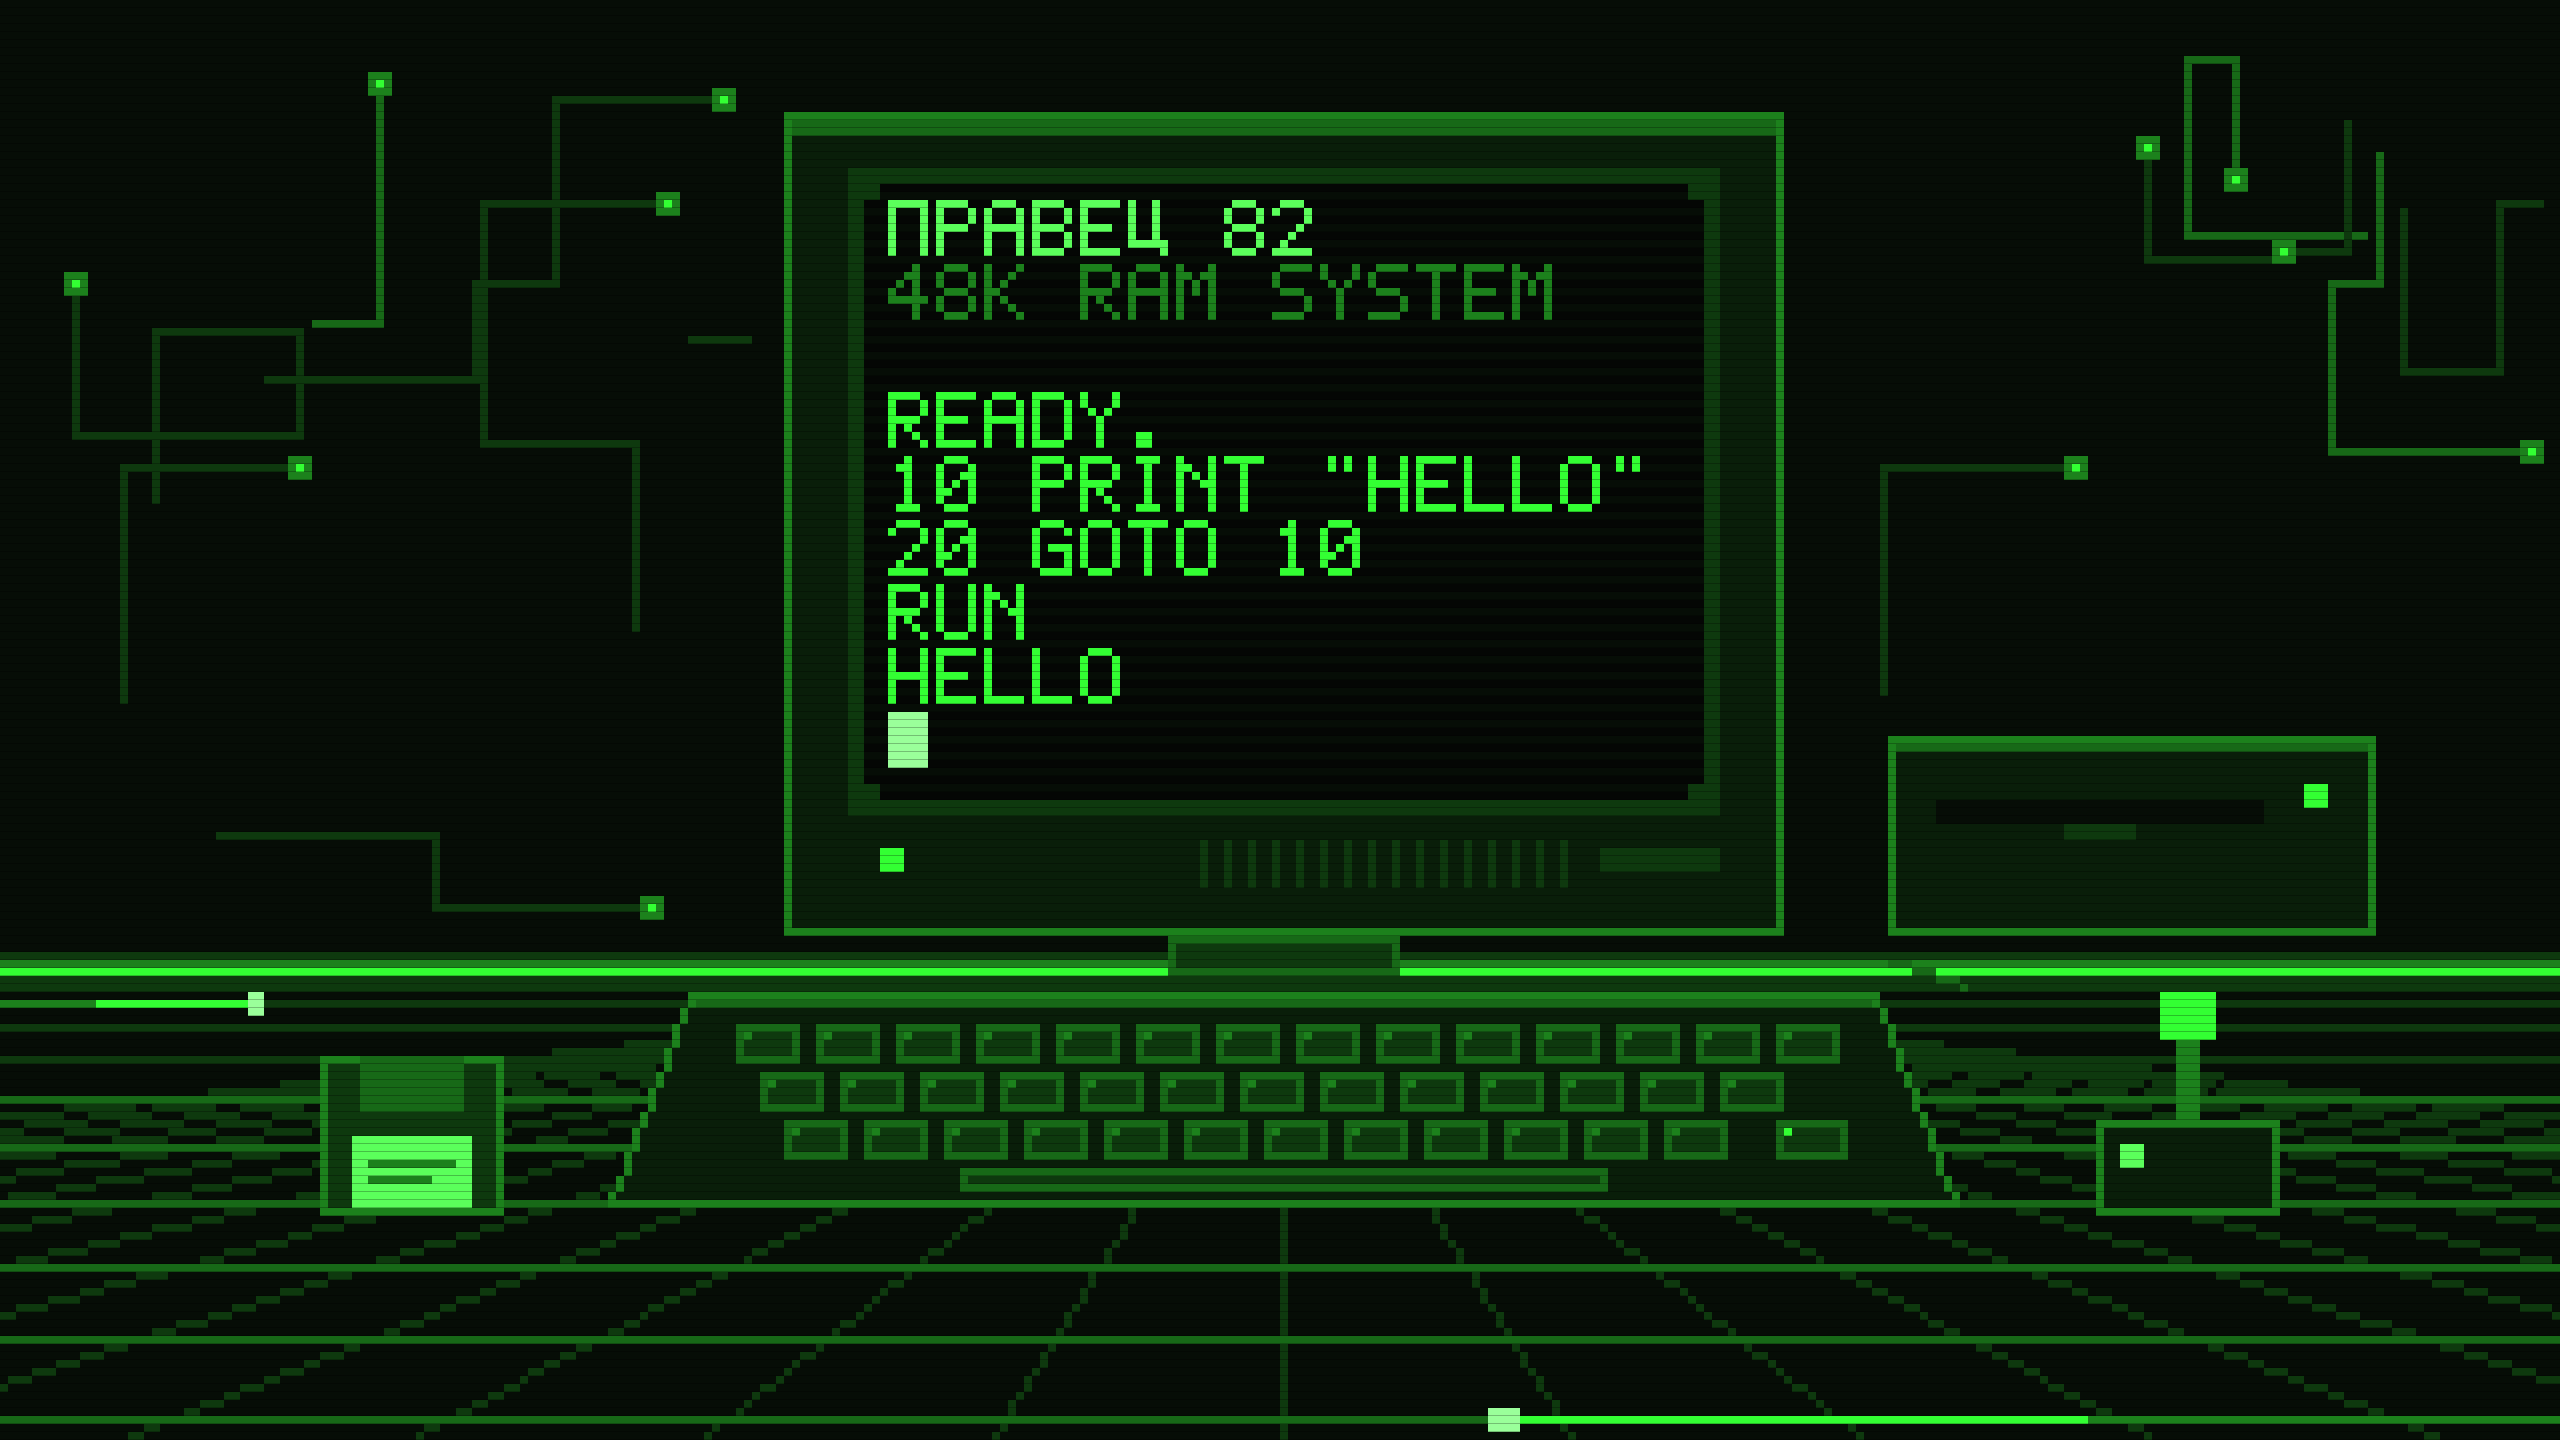 ПРАВЕЦ 82
48K RAM SYSTEM
READY.
10 PRINT "HELLO"
20 GOTO 10
RUN
HELLO